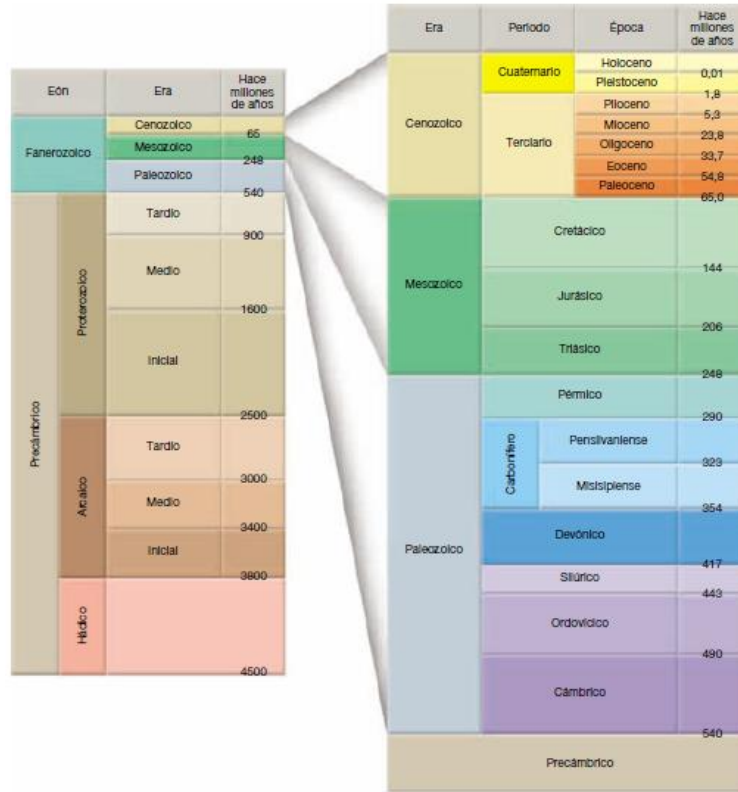 Eón Era Hace millones de años
Fanerozoico
Cenozoico
65
Mesozoico
248
Paleozoico
540
Precámbrico
Proterozoico
Tardío
900
Medio
1600
Inicial
2500
Arcaico
Tardío
3000
Medio
3400
Inicial
3800
Hádico
4500
Era Periodo Época Hace millones de años
Cenozoico
Cuaternario
Holoceno
0,01
Pleistoceno
1,8
Terciario
Plioceno
5,3
Mioceno
23,8
Oligoceno
33,7
Eoceno
54,8
Paleoceno
65,0
Mesozoico
Cretácico
144
Jurásico
206
Triásico
248
Paleozoico
Pérmico
290
Carbonífero
Pensilvaniense
323
Misisipiense
354
Devónico
417
Silúrico
443
Ordovícico
490
Cámbrico
540
Precámbrico